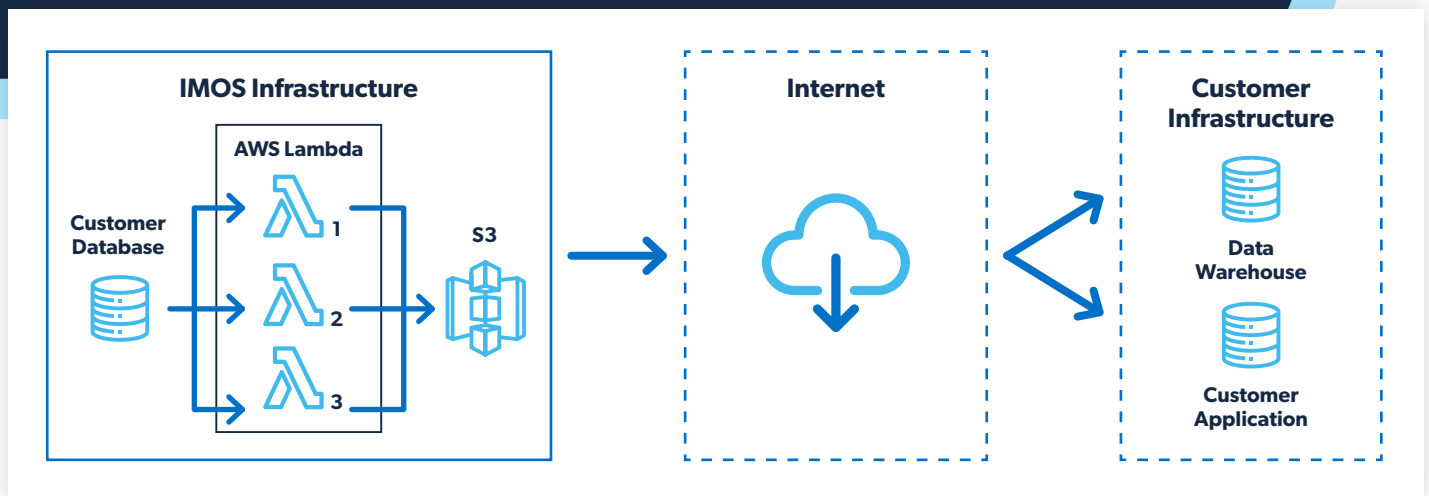 IMOS Infrastructure
AWS Lambda
Customer
Database
1
2
3
S3
Internet
Customer
Infrastructure
Data
Warehouse
Customer
Application